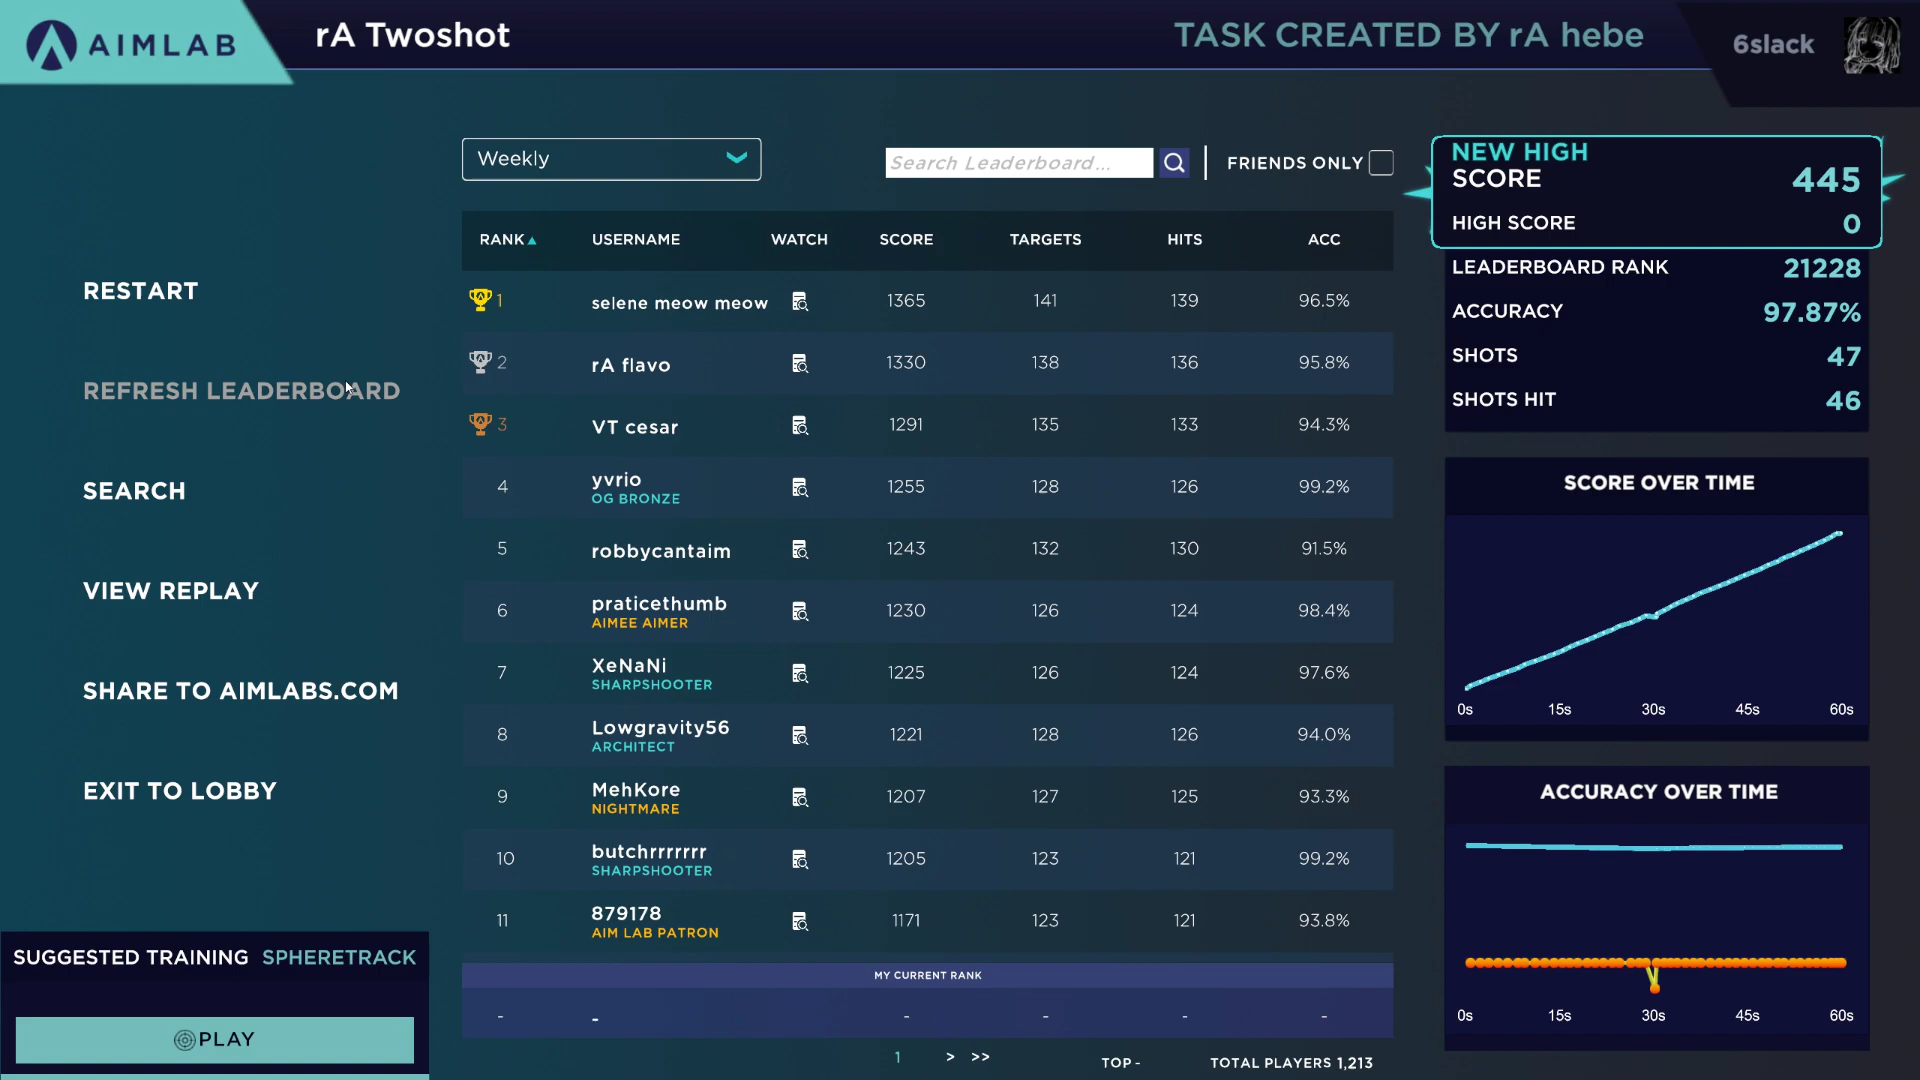 AIMLAB
rA Twoshot
TASK CREATED BY rA hebe
6slack
RESTART
REFRESH LEADERBOARD
SEARCH
VIEW REPLAY
SHARE TO AIMLABS.COM
EXIT TO LOBBY
SUGGESTED TRAINING SPHERETRACK
PLAY
Weekly
Search Leaderboard...
FRIENDS ONLY
RANK USERNAME WATCH SCORE TARGETS HITS ACC
1 selene meow meow 1365 141 139 96.5%
2 rA flavo 1330 138 136 95.8%
3 VT cesar 1291 135 133 94.3%
4 yvrio 1255 128 126 99.2%
OG BRONZE
5 robbycantaim 1243 132 130 91.5%
6 praticethumb 1230 126 124 98.4%
AIMEE AIMER
7 XeNaNi 1225 126 124 97.6%
SHARPSHOOTER
8 Lowgravity56 1221 128 126 94.0%
ARCHITECT
9 MehKore 1207 127 125 93.3%
NIGHTMARE
10 butchrrrrrrr 1205 123 121 99.2%
SHARPSHOOTER
11 879178 1171 123 121 93.8%
AIM LAB PATRON
MY CURRENT RANK
- - - - - -
1 > >>
TOP -
TOTAL PLAYERS 1,213
NEW HIGH
SCORE 445
HIGH SCORE 0
LEADERBOARD RANK 21228
ACCURACY 97.87%
SHOTS 47
SHOTS HIT 46
SCORE OVER TIME
0s 15s 30s 45s 60s
ACCURACY OVER TIME
0s 15s 30s 45s 60s